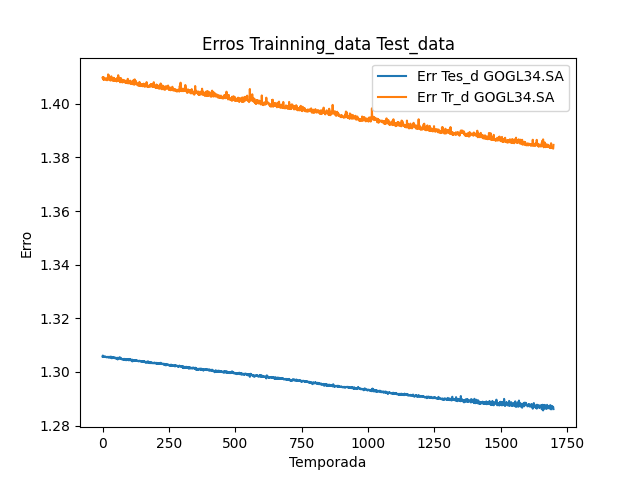 Erros Trainning_data Test_data
Err Tes_d GOGL34.SA
Err Tr_d GOGL34.SA
Erro
1.40
1.38
1.36
1.34
1.32
1.30
1.28
0 250 500 750 1000 1250 1500 1750
Temporada